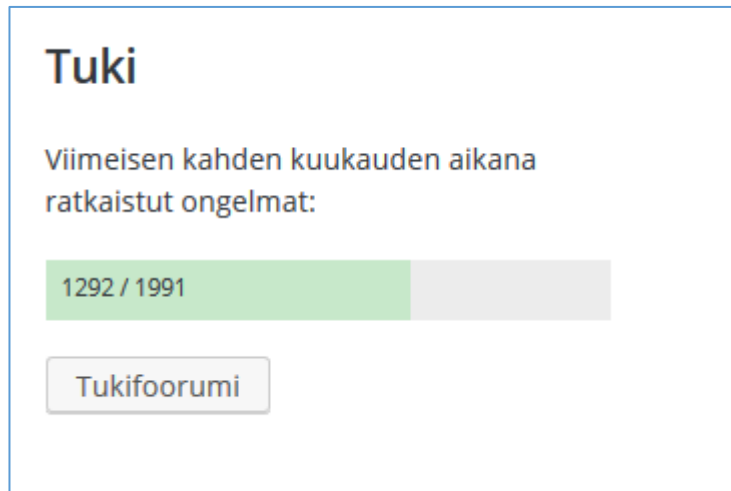 Tuki
Viimeisen kahden kuukauden aikana
ratkaistut ongelmat:
1292 / 1991
Tukifoorumi